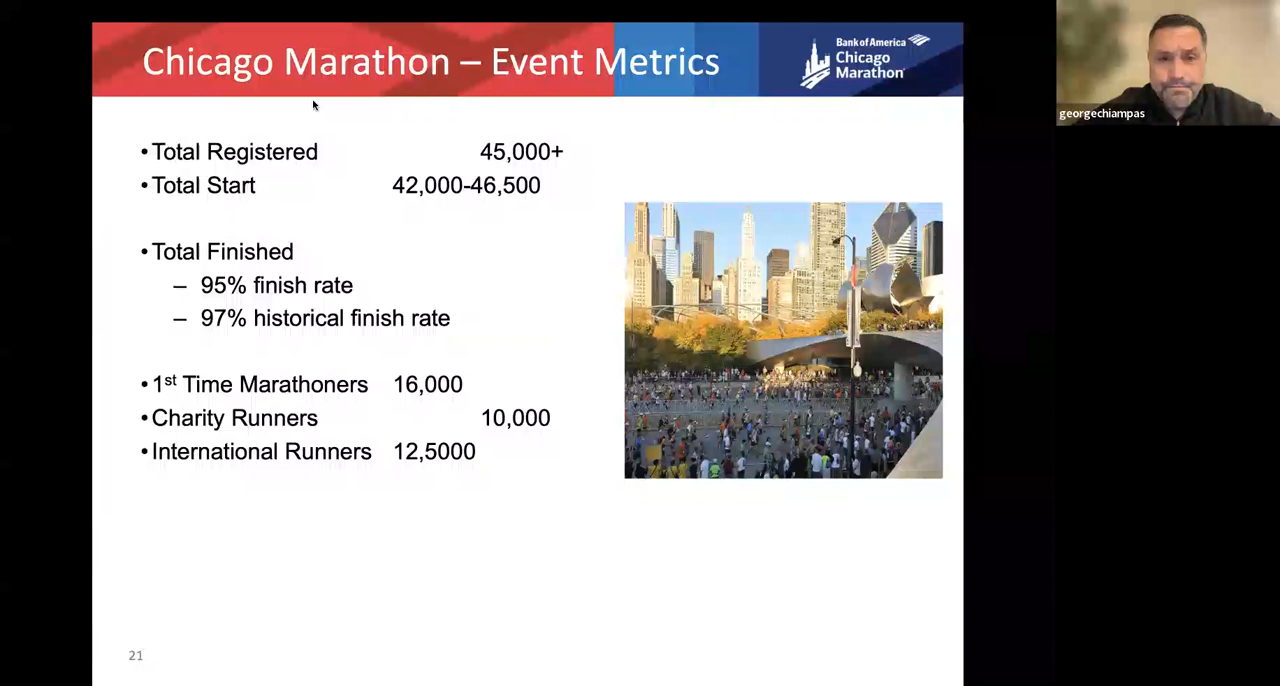 Chicago Marathon – Event Metrics
Bank of America
Chicago
Marathon
georgechiampas
•Total Registered 45,000+
•Total Start 42,000-46,500
•Total Finished
– 95% finish rate
– 97% historical finish rate
•1st Time Marathoners 16,000
•Charity Runners 10,000
•International Runners 12,5000
21